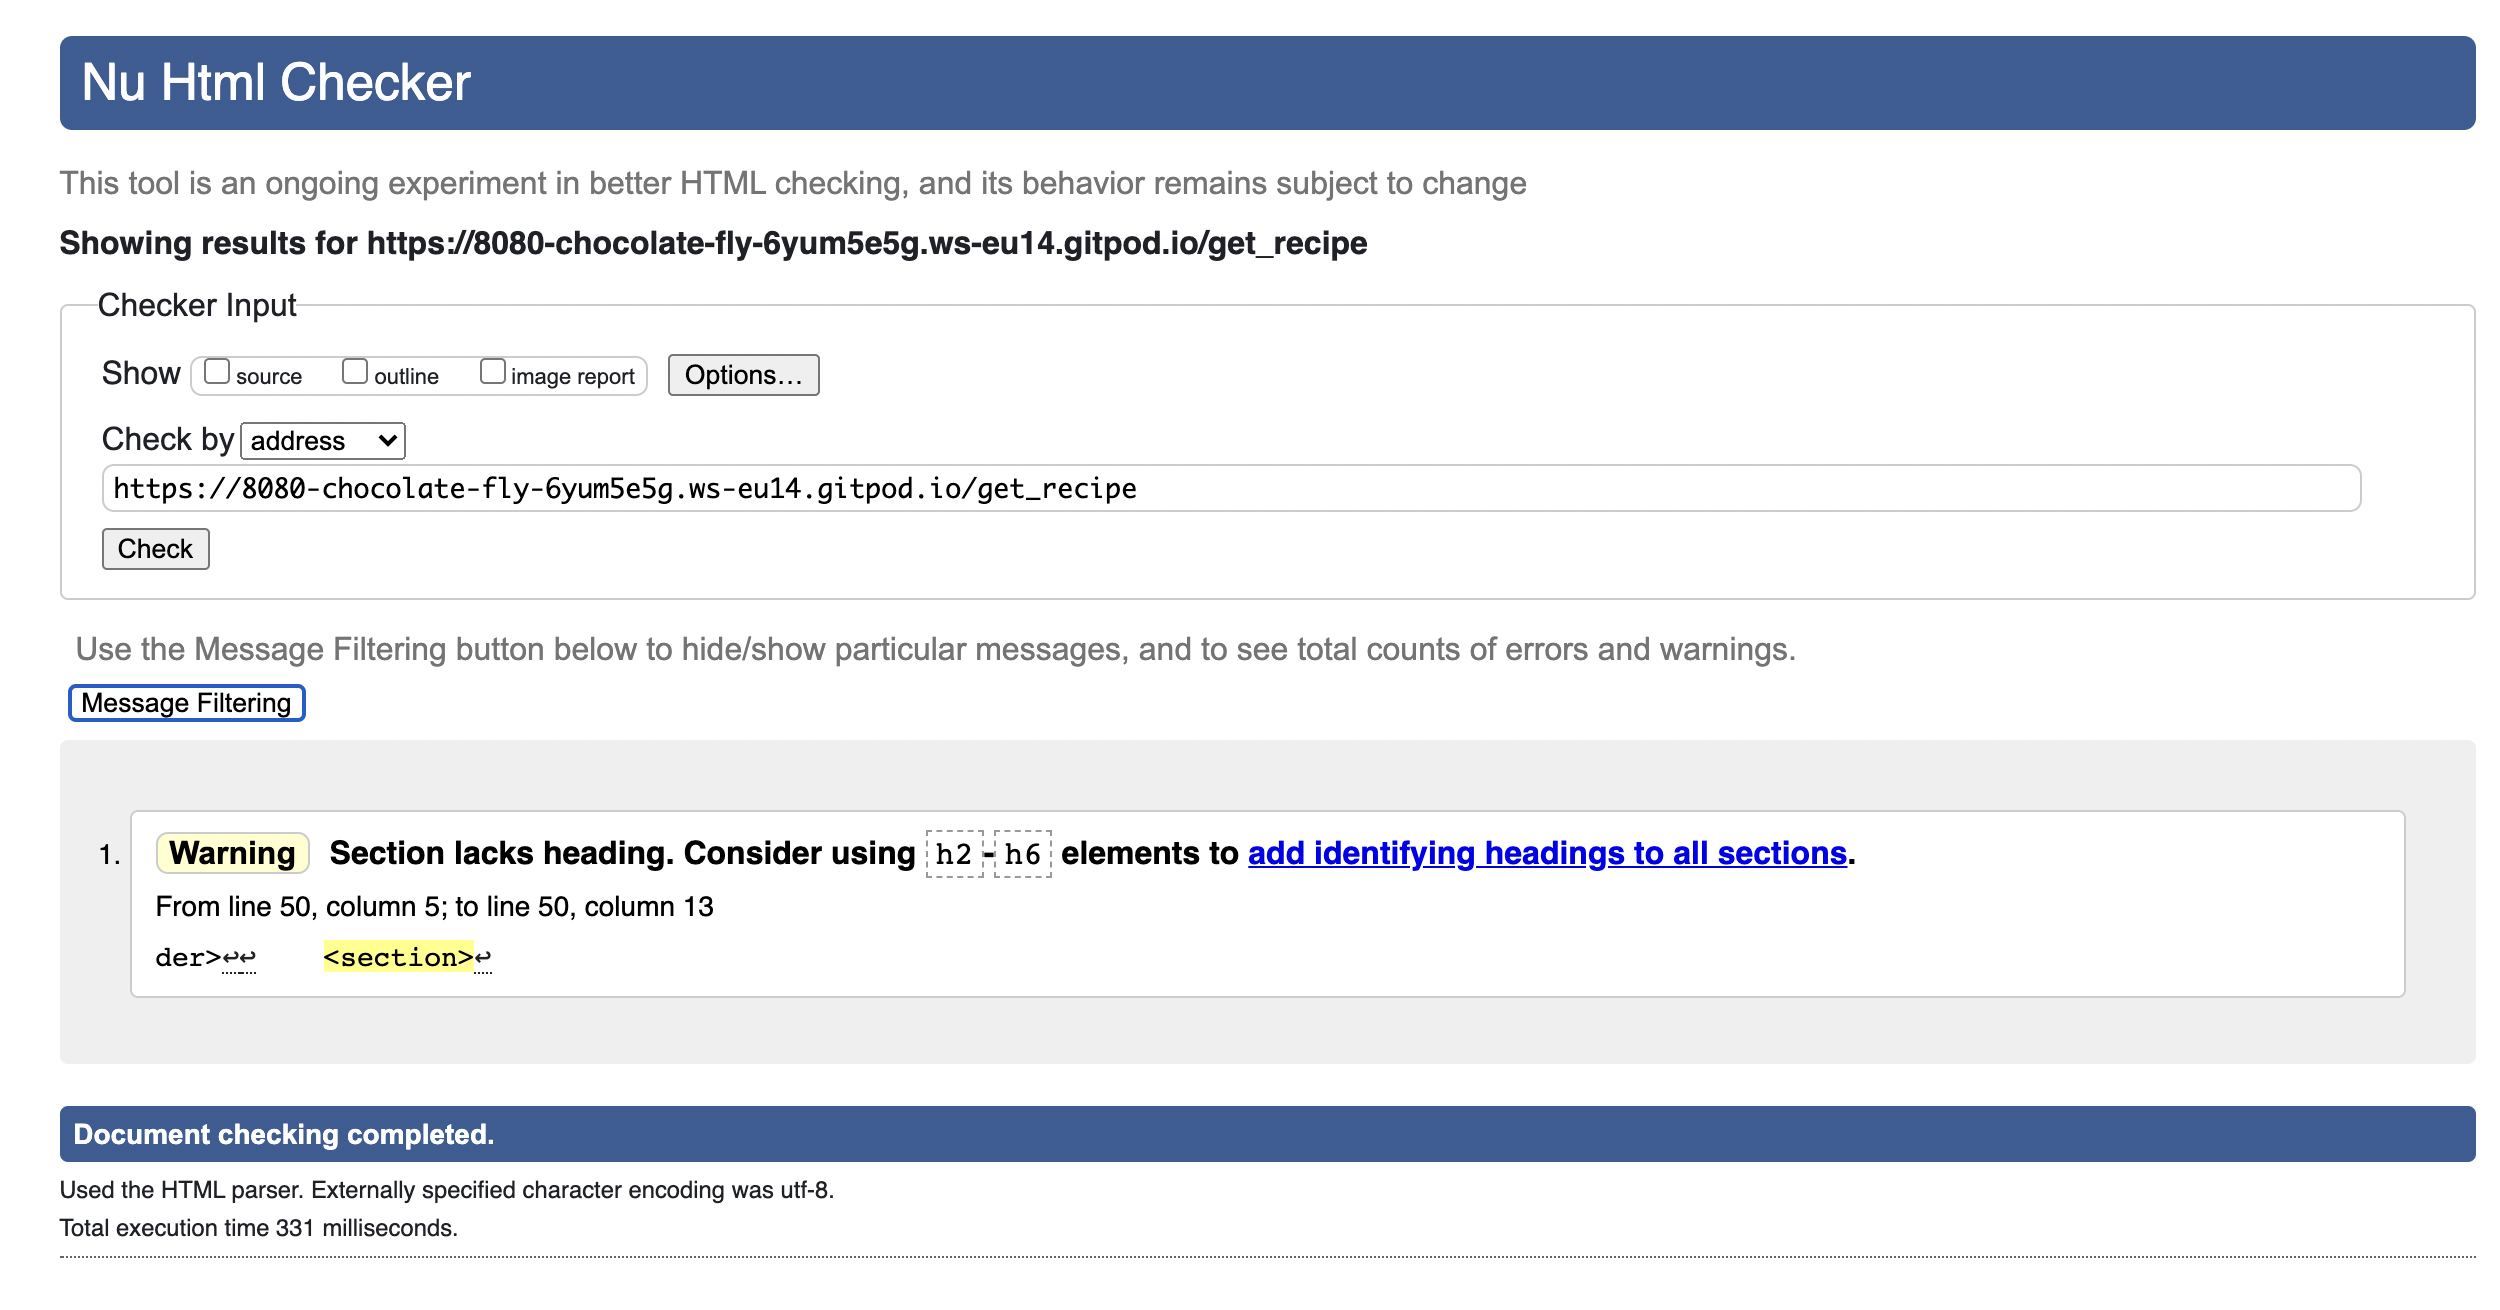 Nu Html Checker
This tool is an ongoing experiment in better HTML checking, and its behavior remains subject to change
Showing results for https://8080-chocolate-fly-6yum5e5g.ws-eu14.gitpod.io/get_recipe
Checker Input
Show source outline image report Options...
Check by address
https://8080-chocolate-fly-6yum5e5g.ws-eu14.gitpod.io/get_recipe
Check
Use the Message Filtering button below to hide/show particular messages, and to see total counts of errors and warnings.
Message Filtering
1. Warning Section lacks heading. Consider using h2-h6 elements to add identifying headings to all sections.
From line 50, column 5; to line 50, column 13
der>↩↩ <section>↩
Document checking completed.
Used the HTML parser. Externally specified character encoding was utf-8.
Total execution time 331 milliseconds.